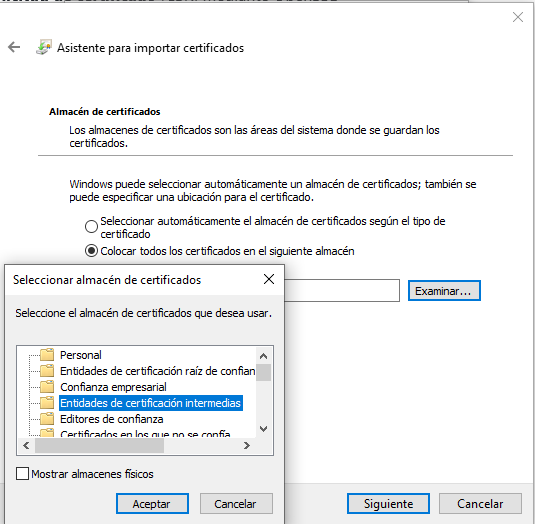 Asistente para importar certificados
Almacén de certificados
Los almacenes de certificados son las áreas del sistema donde se guardan los
certificados.
Windows puede seleccionar automáticamente un almacén de certificados; también se
puede especificar una ubicación para el certificado.
Seleccionar automáticamente el almacén de certificados según el tipo de
certificado
Colocar todos los certificados en el siguiente almacén
Examinar...
Seleccionar almacén de certificados
Seleccione el almacén de certificados que desea usar.
Personal
Entidades de certificación raíz de confian
Confianza empresarial
Entidades de certificación intermedias
Editores de confianza
Certificados en los que no se confía
Mostrar almacenes físicos
Aceptar
Cancelar
Siguiente
Cancelar